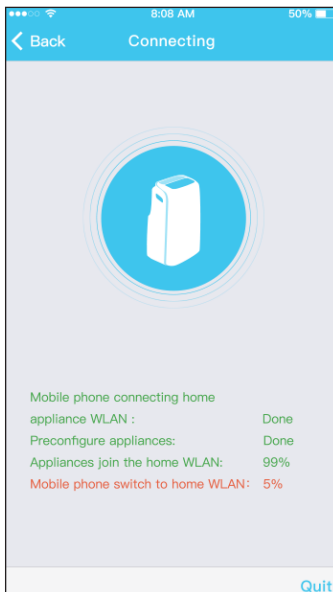 8:08 AM 50%
Back Connecting
Mobile phone connecting home
appliance WLAN : Done
Preconfigure appliances: Done
Appliances join the home WLAN: 99%
Mobile phone switch to home WLAN: 5%
Quit